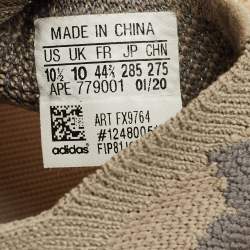 MADE IN CHINA
US UK FR JP CHN
10½ 10 44⅔ 285 275
APE 779001 01/20
ART FX9764
#1248005
adidas